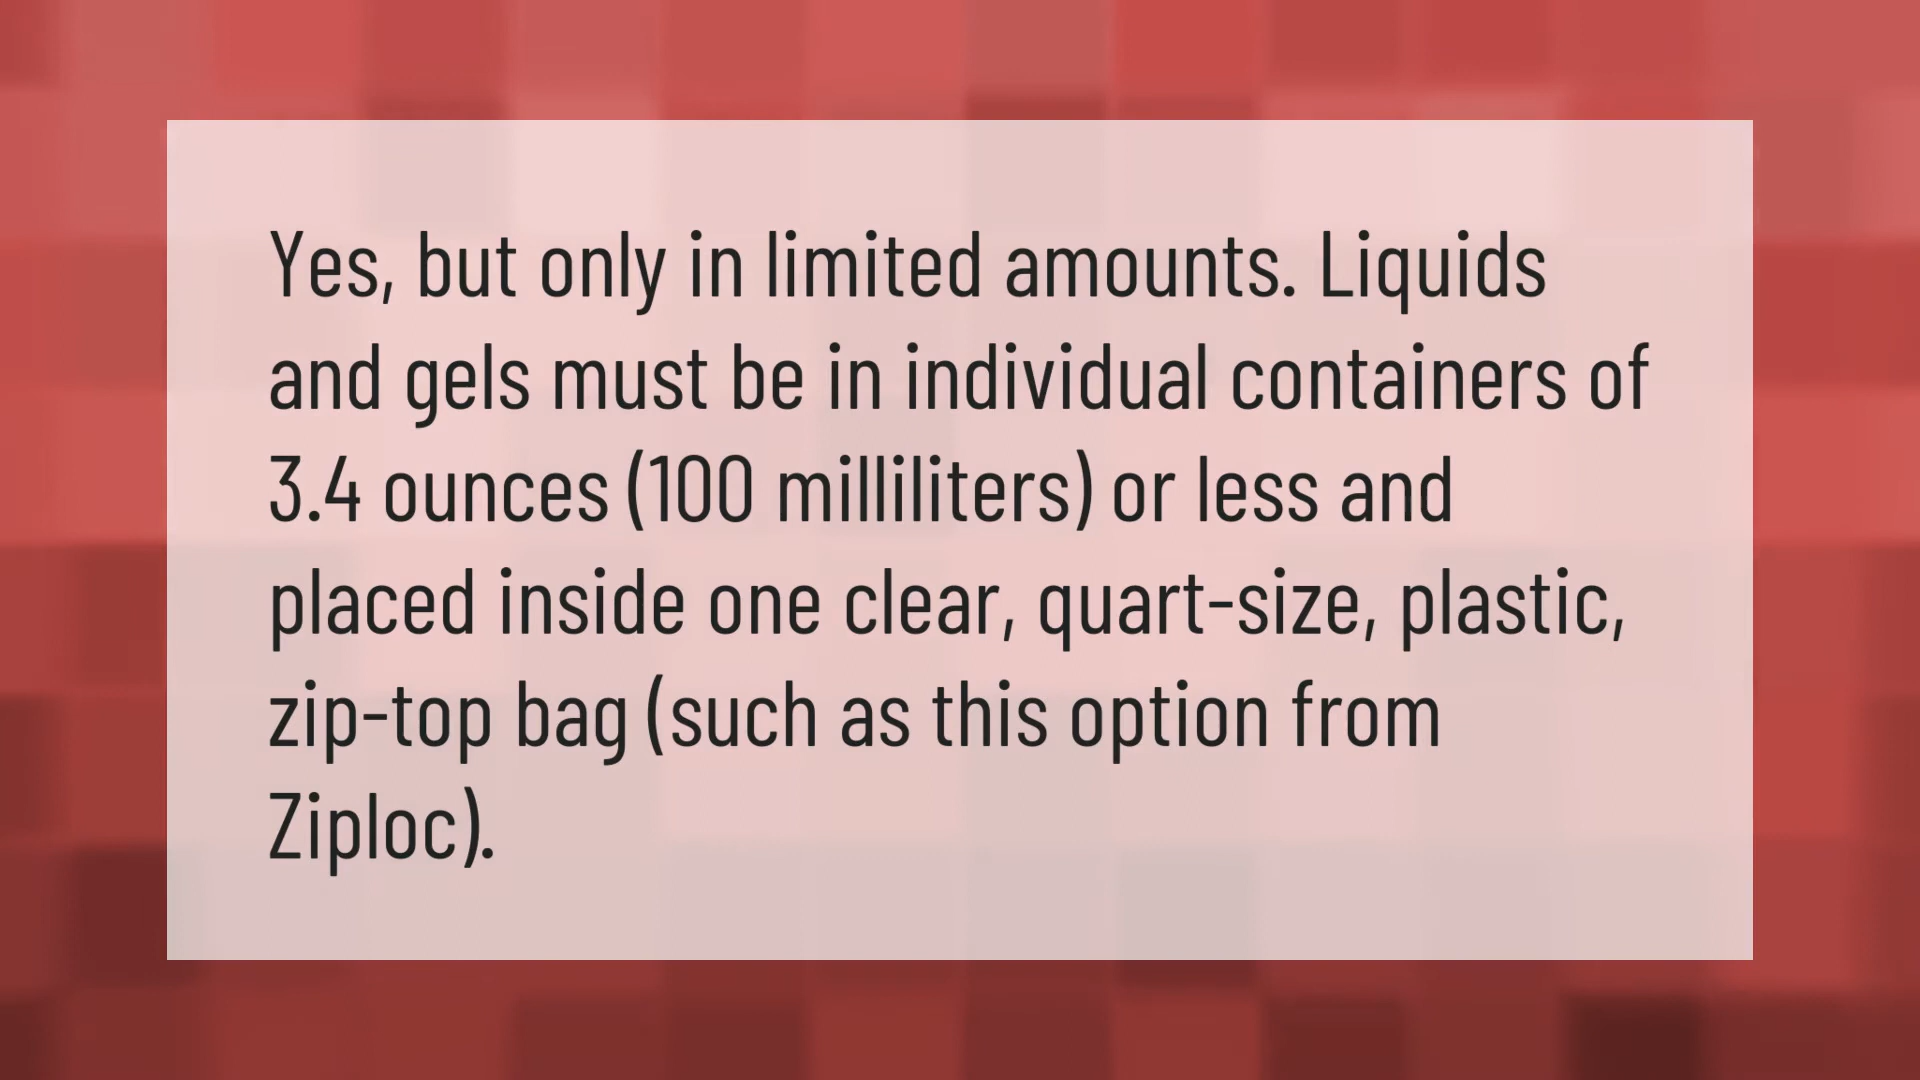 Yes, but only in limited amounts. Liquids
and gels must be in individual containers of
3.4 ounces (100 milliliters) or less and
placed inside one clear, quart-size, plastic,
zip-top bag (such as this option from
Ziploc).